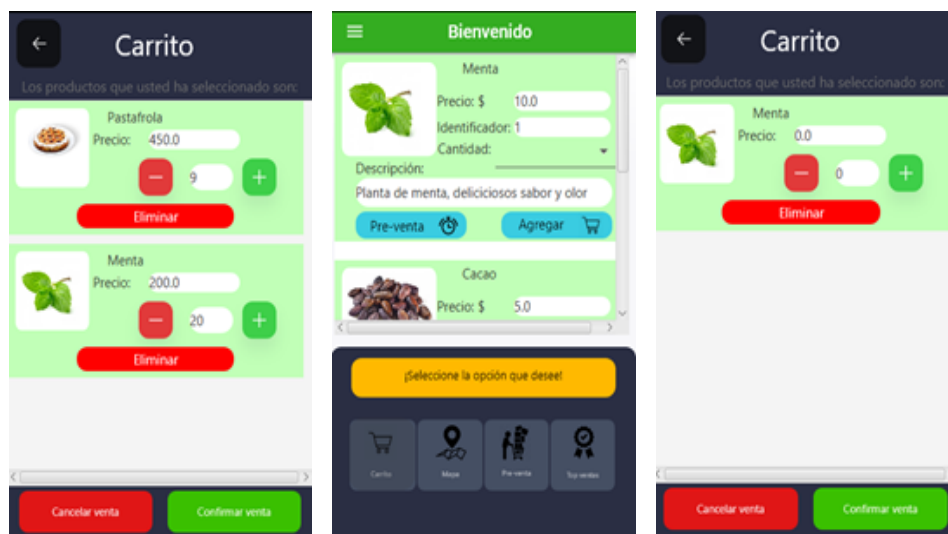 Carrito
Los productos que usted ha seleccionado son:
Pastafrola
Precio: 450.0
9
Eliminar
Menta
Precio: 200.0
20
Eliminar
Cancelar venta
Confirmar venta
Bienvenido
Menta
Precio: $ 10.0
Identificador: 1
Cantidad:
Descripción:
Planta de menta, deliciciosos sabor y olor
Pre-venta
Agregar
Cacao
Precio: $ 5.0
¡Seleccione la opción que desee!
Carrito
Mapa
Pre-venta
Top ventas
Carrito
Los productos que usted ha seleccionado son:
Menta
Precio: 0.0
0
Eliminar
Cancelar venta
Confirmar venta